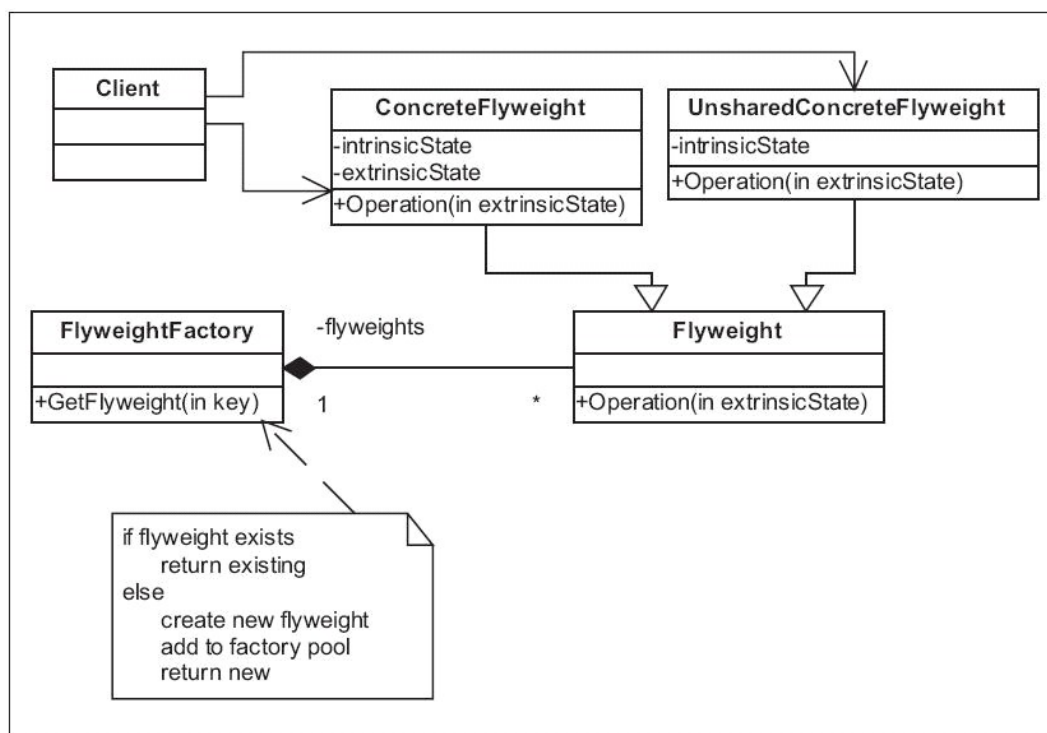 Client
ConcreteFlyweight
-intrinsicState
-extrinsicState
+Operation(in extrinsicState)
UnsharedConcreteFlyweight
-intrinsicState
+Operation(in extrinsicState)
FlyweightFactory
+GetFlyweight(in key)
-flyweights
1
*
Flyweight
+Operation(in extrinsicState)
if flyweight exists
return existing
else
create new flyweight
add to factory pool
return new